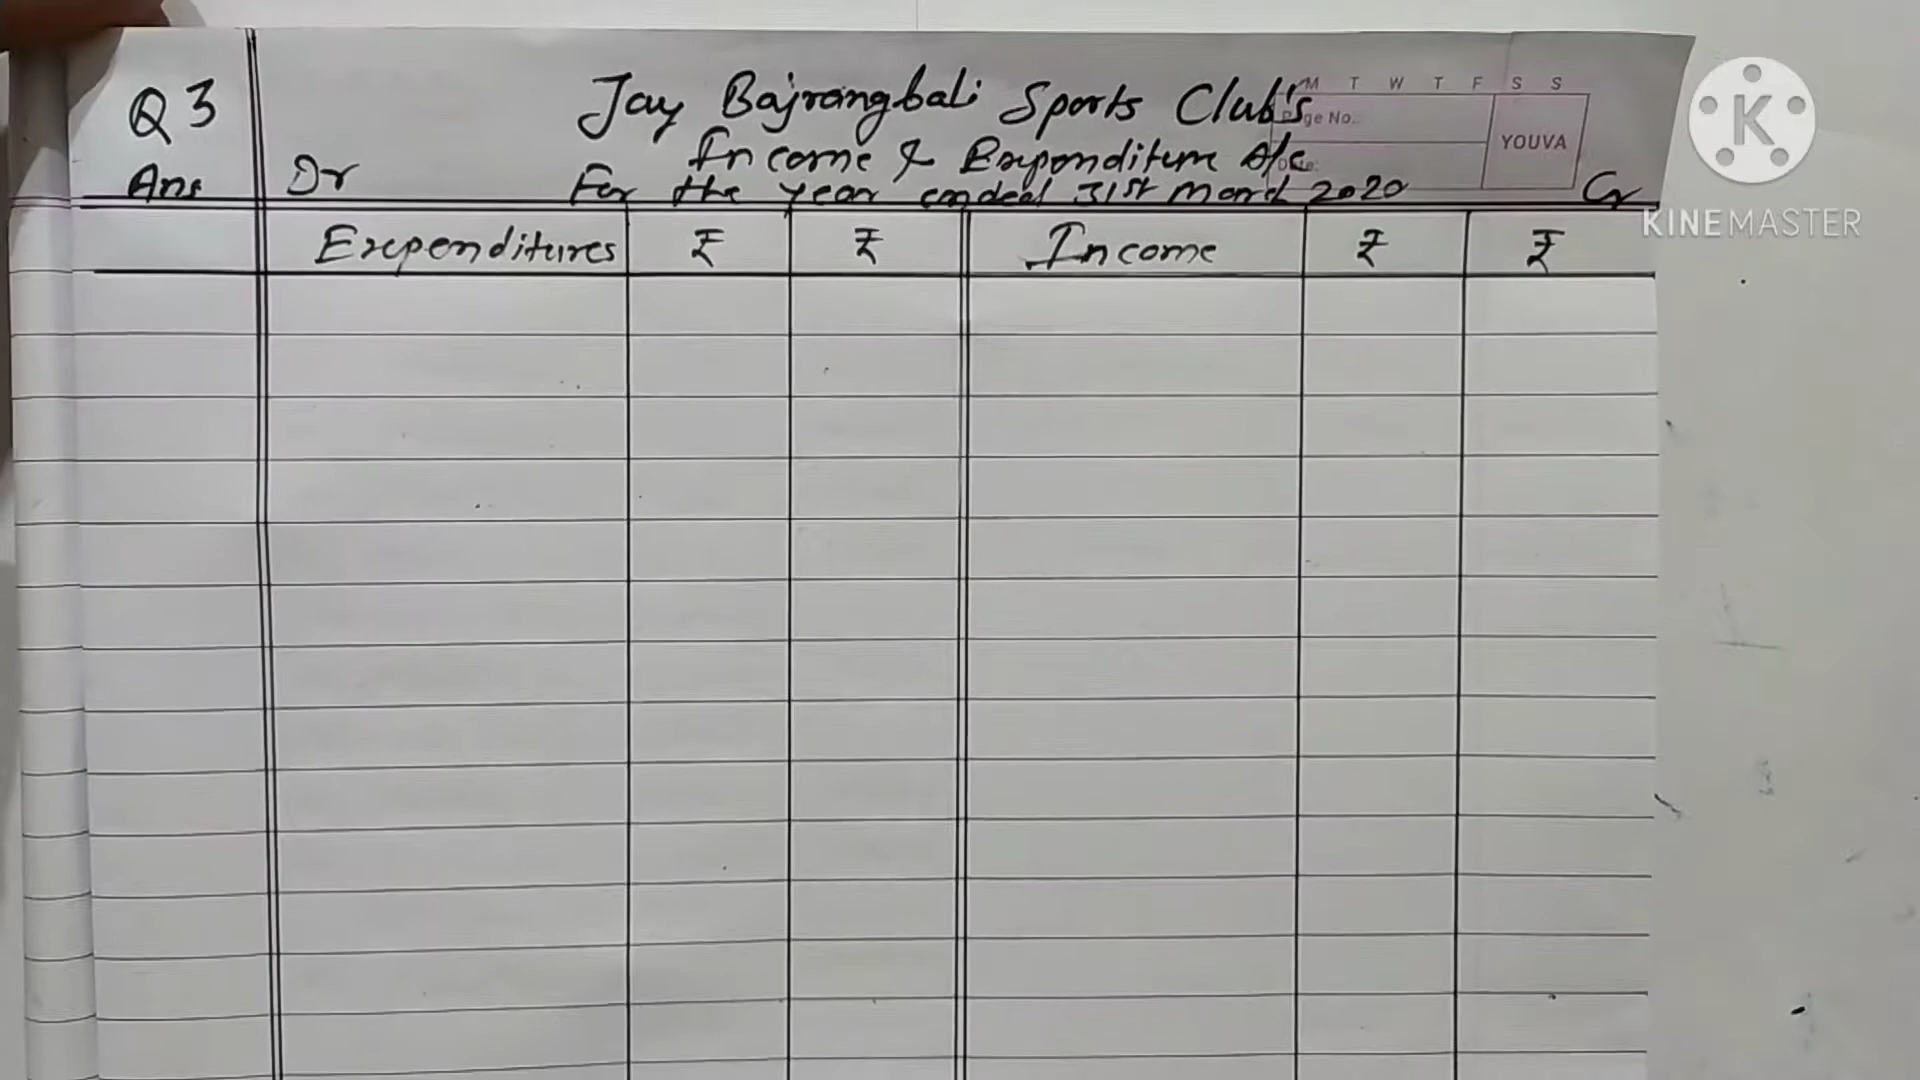 Q 3
Jay Bajrangbali Sports Club's
Income & Expenditure A/c
Ans Dr For the year ended 31st March 2020 Cr
M T W T F S S
Page No.:
Date:
YOUVA
K
KINEMASTER
Expenditures ₹ ₹ Income ₹ ₹